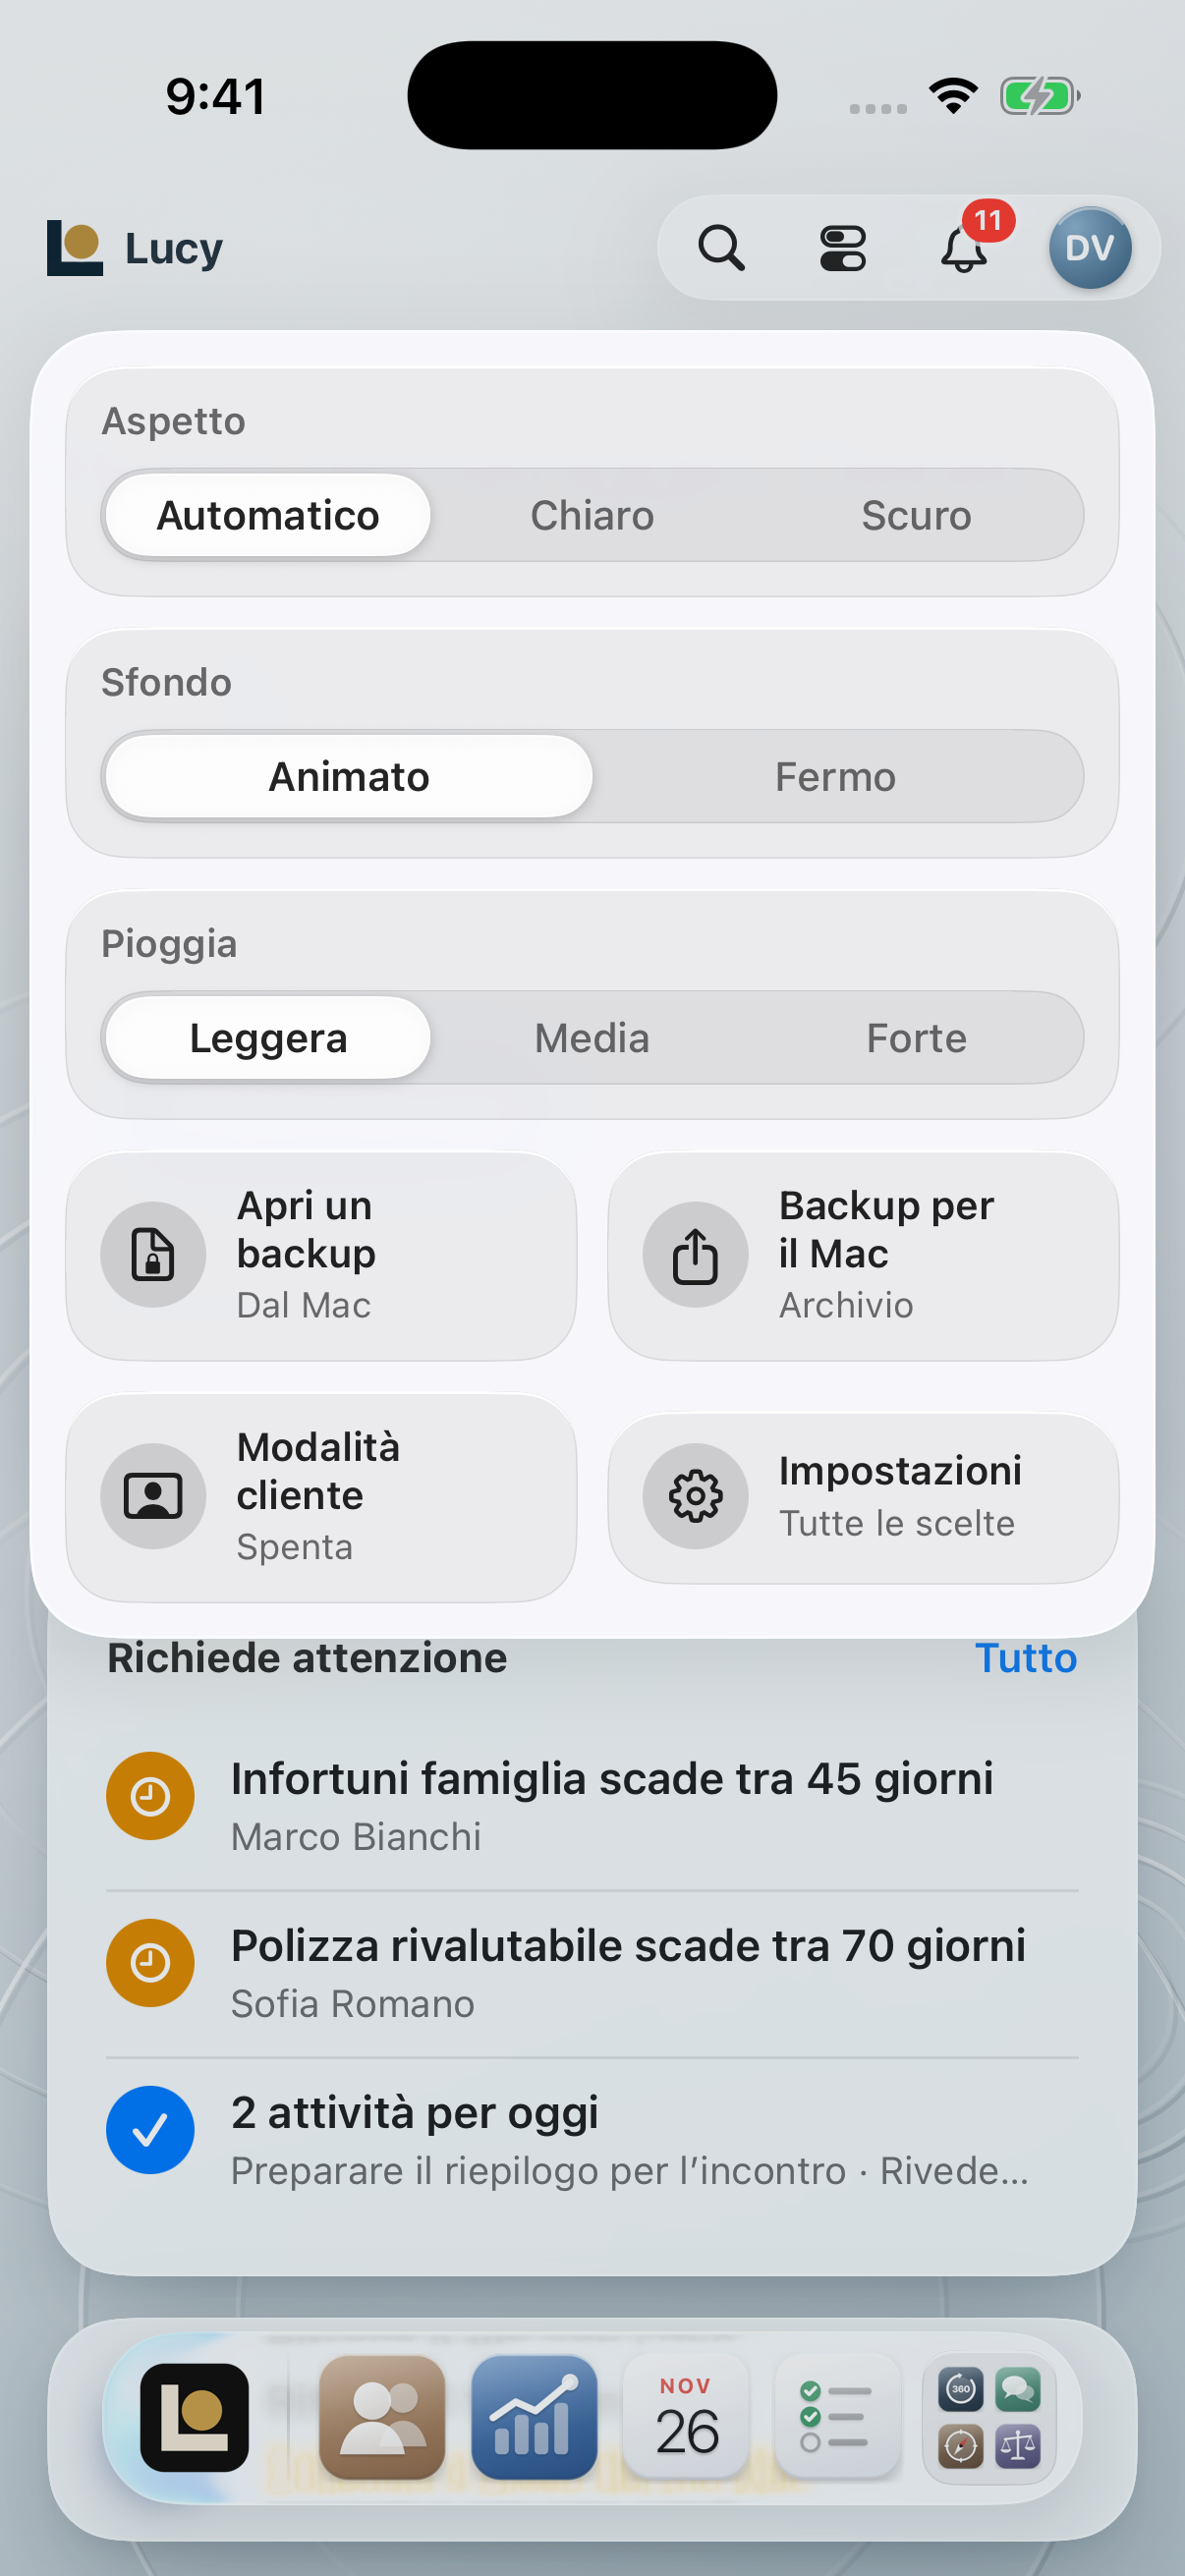 9:41
Lucy
11
DV
Aspetto
Automatico
Chiaro
Scuro
Sfondo
Animato
Fermo
Pioggia
Leggera
Media
Forte
Apri un
backup
Dal Mac
Backup per
il Mac
Archivio
Modalità
cliente
Spenta
Impostazioni
Tutte le scelte
Richiede attenzione
Tutto
Infortuni famiglia scade tra 45 giorni
Marco Bianchi
Polizza rivalutabile scade tra 70 giorni
Sofia Romano
2 attività per oggi
Preparare il riepilogo per l’incontro · Rivede…
NOV
26
360